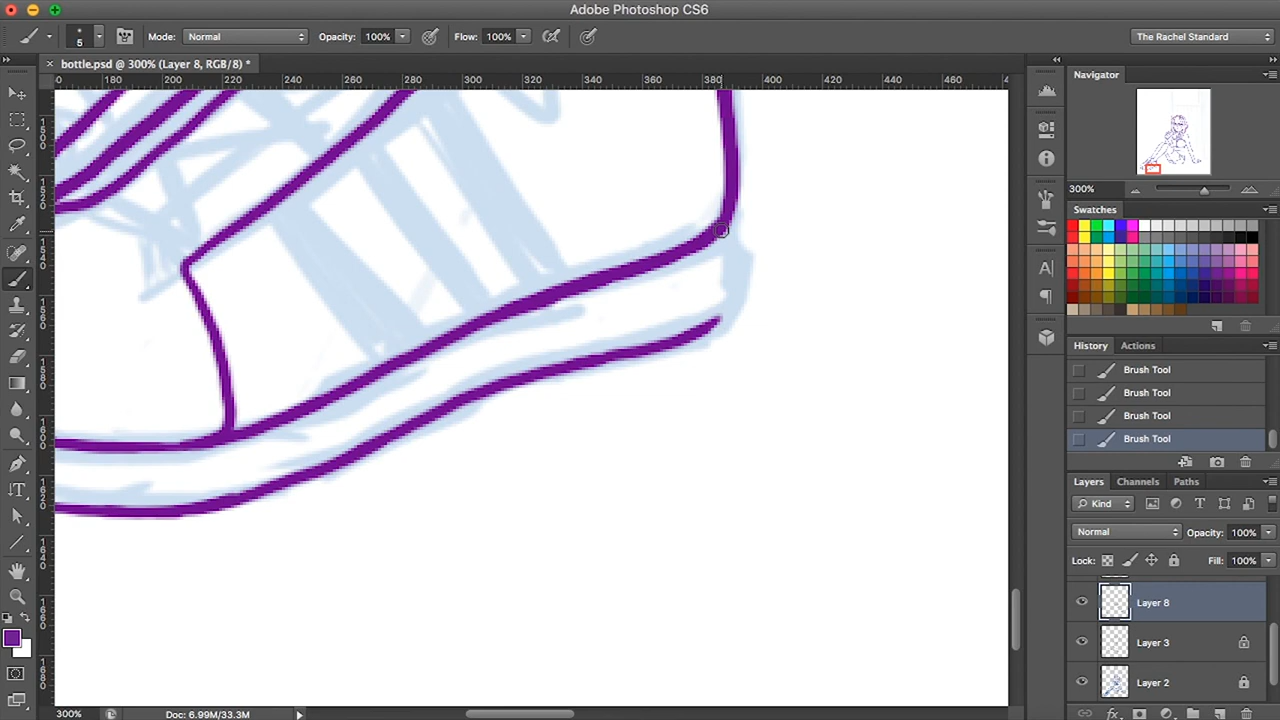 Adobe Photoshop CS6
5 Mode: Normal Opacity: 100% Flow: 100% The Rachel Standard
bottle.psd @ 300% (Layer 8, RGB/8) *
180 200 220 240 260 280 300 320 340 360 380 400 420 440 460
Navigator
300%
Swatches
History Actions
Brush Tool
Brush Tool
Brush Tool
Brush Tool
Layers Channels Paths
Kind
Normal Opacity: 100%
Lock: Fill: 100%
Layer 8
Layer 3
Layer 2
300% Doc: 6.99M/33.3M